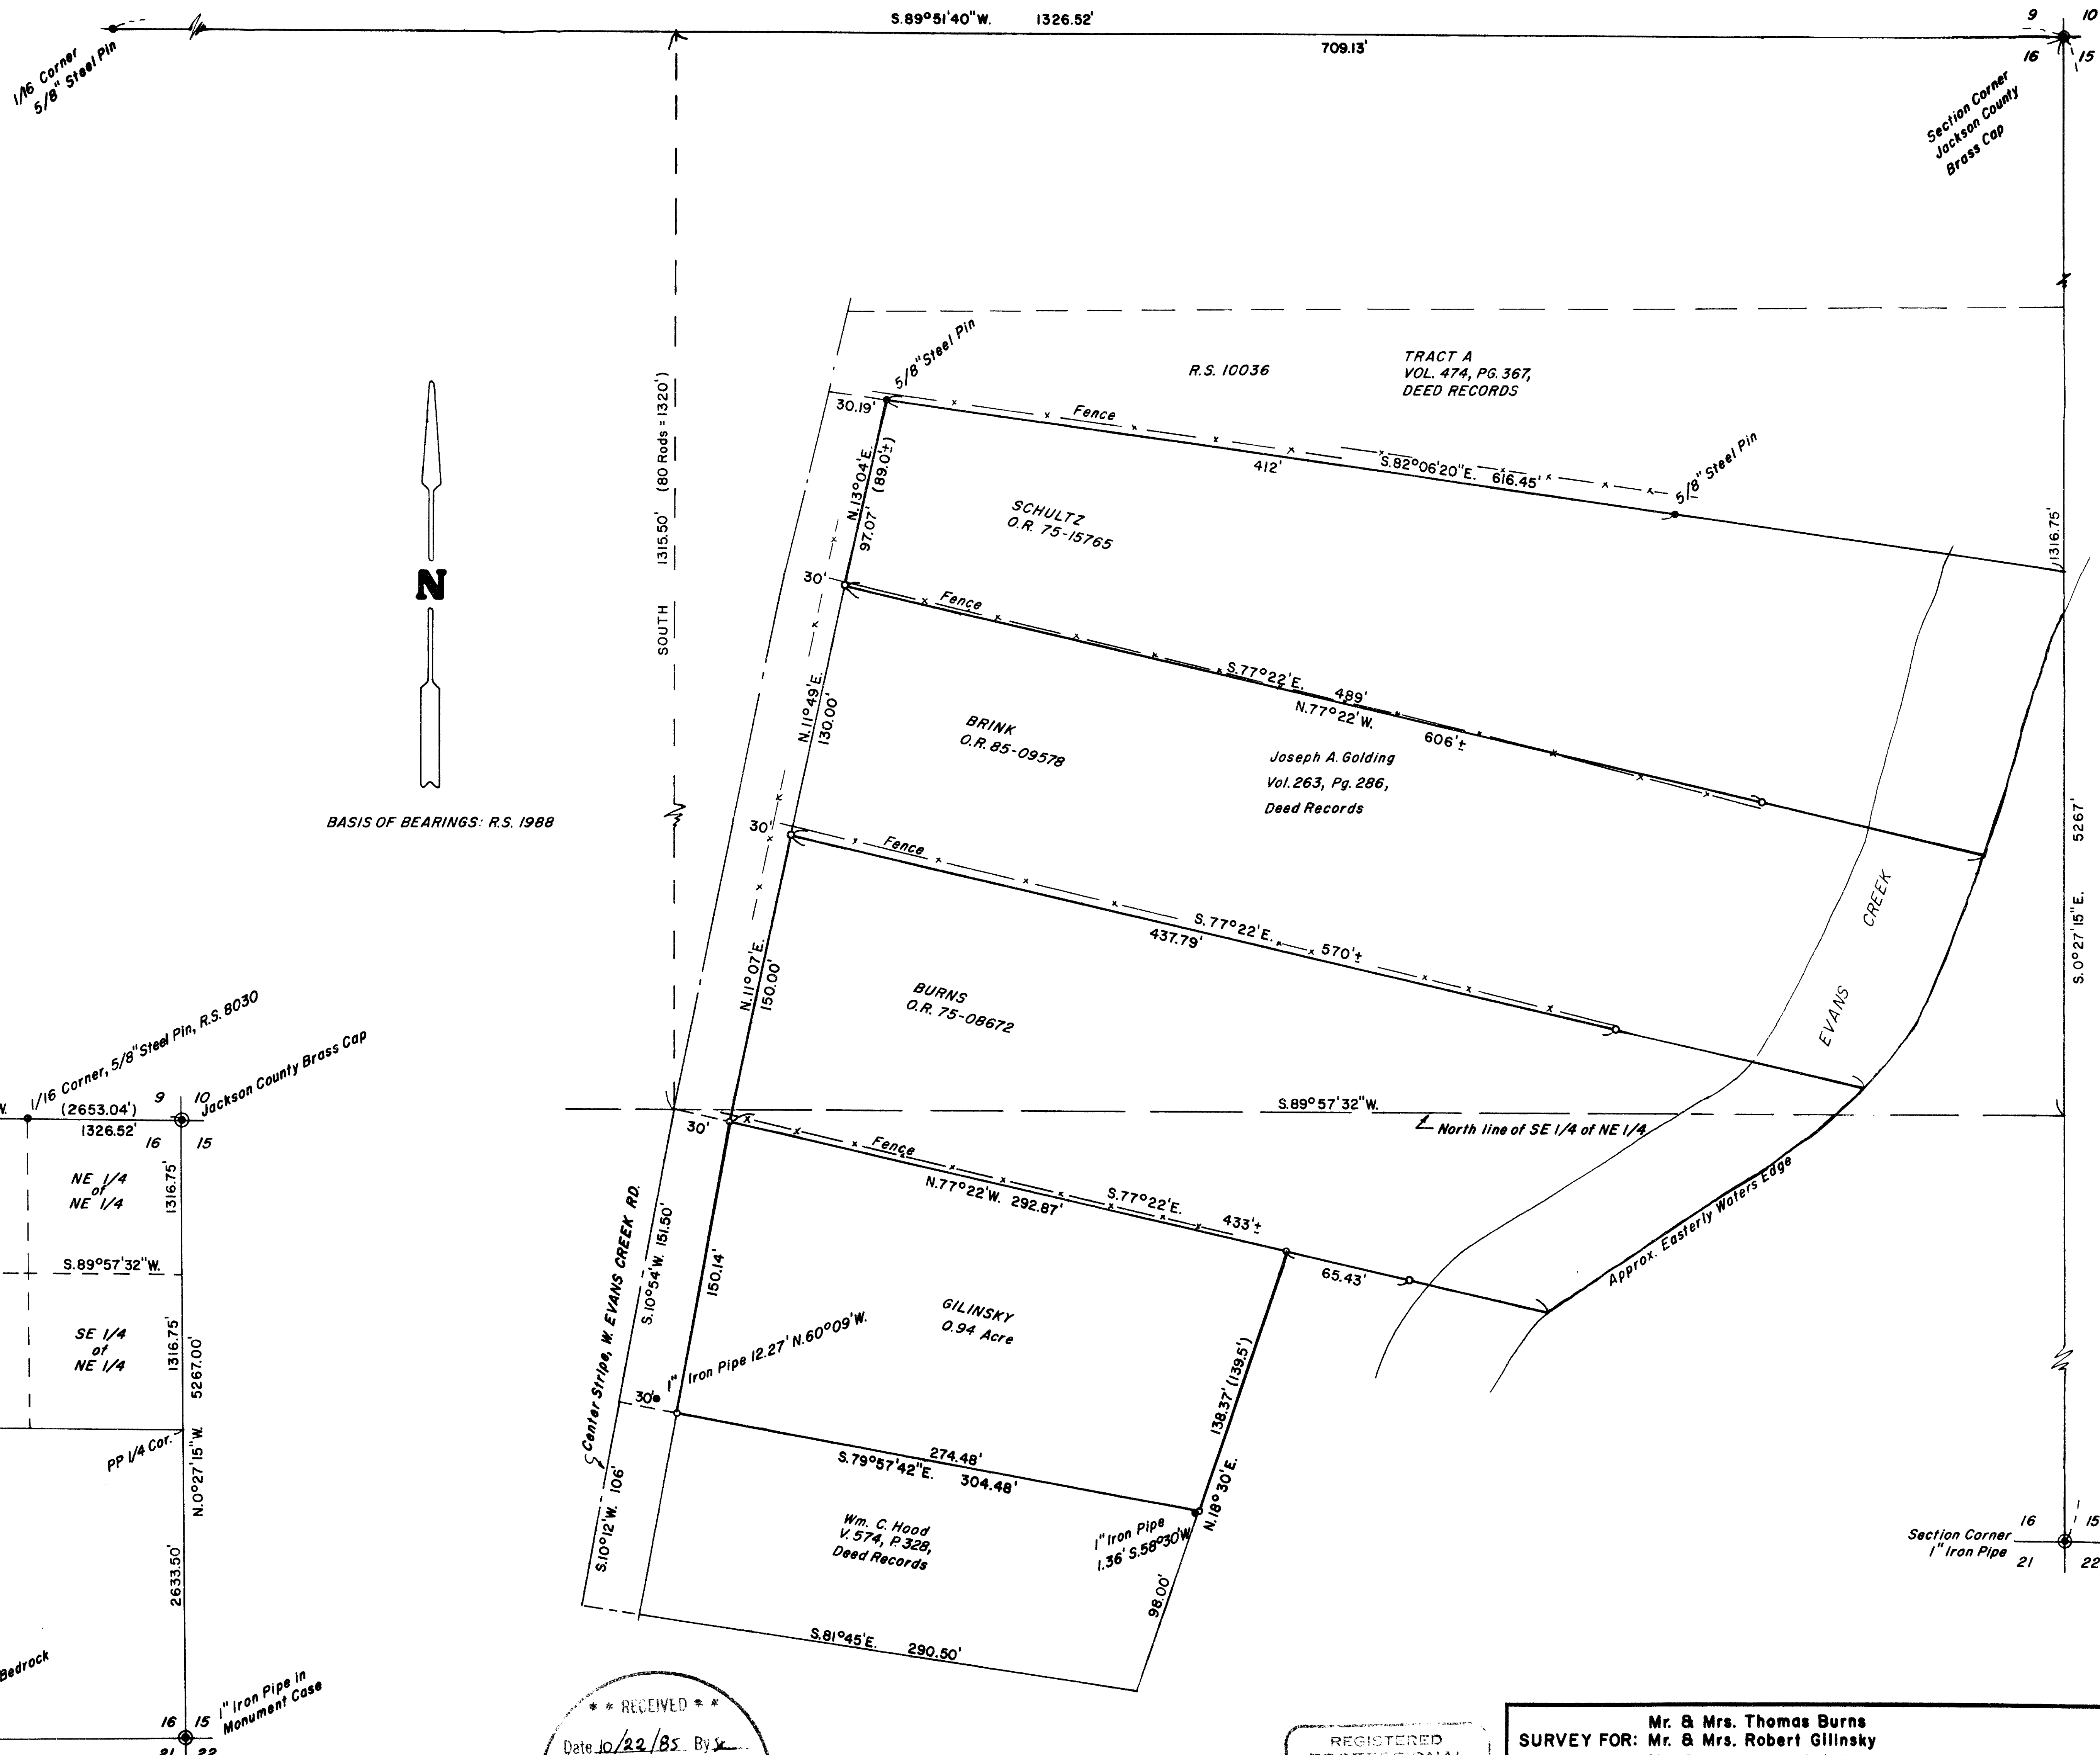 S.89°51'40"W. 1326.52'
709.13'
9 10
16 15
1/16 Corner
5/8" Steel Pin
Section Corner
Jackson County
Brass Cap
5/8" Steel Pin
R.S. 10036
TRACT A
VOL. 474, PG. 367,
DEED RECORDS
30.19'
Fence
412'
S.82°06'20"E. 616.45'
5/8" Steel Pin
SOUTH 1315.50' (80 Rods = 1320')
N.13°04'E.
97.07' (89.0'±)
SCHULTZ
O.R. 75-15765
1316.75'
N
BASIS OF BEARINGS: R.S. 1988
30'
Fence
S.77°22'E. 489'
N.77°22'W. 606'±
N.11°49'E.
130.00'
BRINK
O.R. 85-09578
Joseph A. Golding
Vol. 263, Pg. 286,
Deed Records
30'
Fence
S.77°22'E. 570'±
437.79'
EVANS CREEK
S.0°27'15"E. 5267'
N.11°07'E.
150.00'
BURNS
O.R. 75-08672
1/16 Corner, 5/8" Steel Pin, R.S. 8030
Jackson County Brass Cap
W.
(2653.04')
1326.52'
9 10
16 15
S.89°57'32"W.
North line of SE 1/4 of NE 1/4
30'
Fence
N.77°22'W. 292.87'
S.77°22'E. 433'±
65.43'
Approx. Easterly Waters Edge
NE 1/4
of
NE 1/4
1316.75'
S.89°57'32"W.
SE 1/4
of
NE 1/4
1316.75'
N.0°27'15"W. 5267.00'
PP 1/4 Cor.
2633.50'
Center Stripe, W. EVANS CREEK RD.
S.10°54'W. 151.50'
150.14'
GILINSKY
0.94 Acre
1" Iron Pipe 12.27' N.60°09'W.
30'
138.37' (139.5')
N.18°30'E.
274.48'
S.79°57'42"E. 304.48'
S.10°12'W. 106'
Wm. C. Hood
V. 574, P. 328,
Deed Records
1" Iron Pipe
1.36' S.58°30'W
98.00'
S.81°45'E. 290.50'
Section Corner
1" Iron Pipe
16 15
21 22
Bedrock
1" Iron Pipe in
Monument Case
16 15
21 22
* * RECEIVED * *
Date 10/22/85 By
REGISTERED
PROFESSIONAL
Mr. & Mrs. Thomas Burns
SURVEY FOR: Mr. & Mrs. Robert Gilinsky